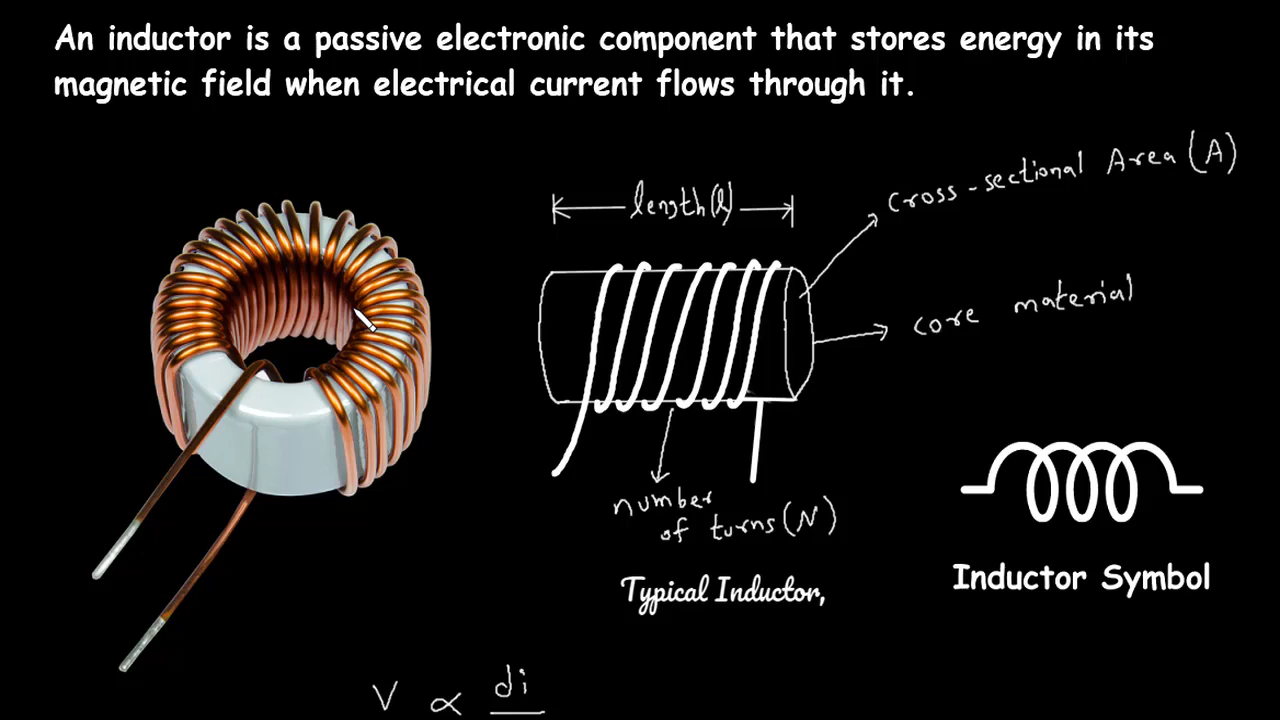 An inductor is a passive electronic component that stores energy in its
magnetic field when electrical current flows through it.
length(l)
cross-sectional Area (A)
core material
number
of turns (N)
Typical Inductor,
Inductor Symbol
V ∝ di